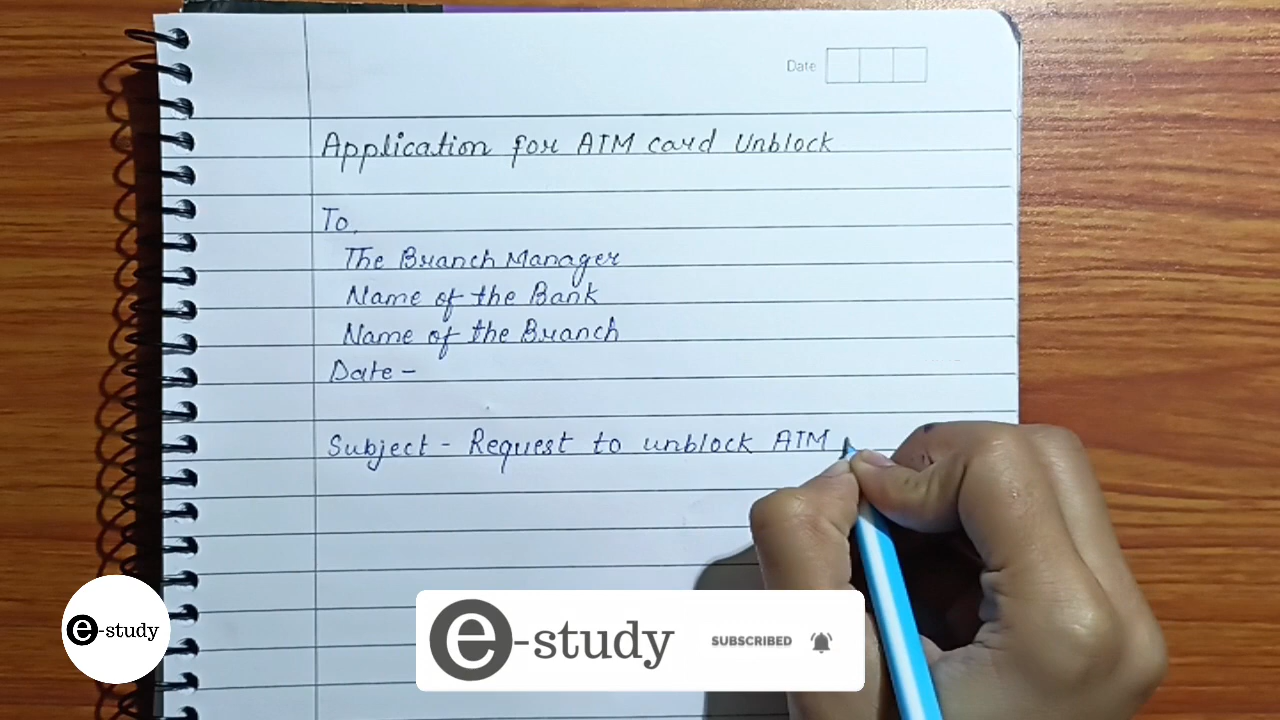 Date
Application for ATM card Unblock
To,
The Branch Manager
Name of the Bank
Name of the Branch
Date -
Subject - Request to unblock ATM
e-study
e-study SUBSCRIBED